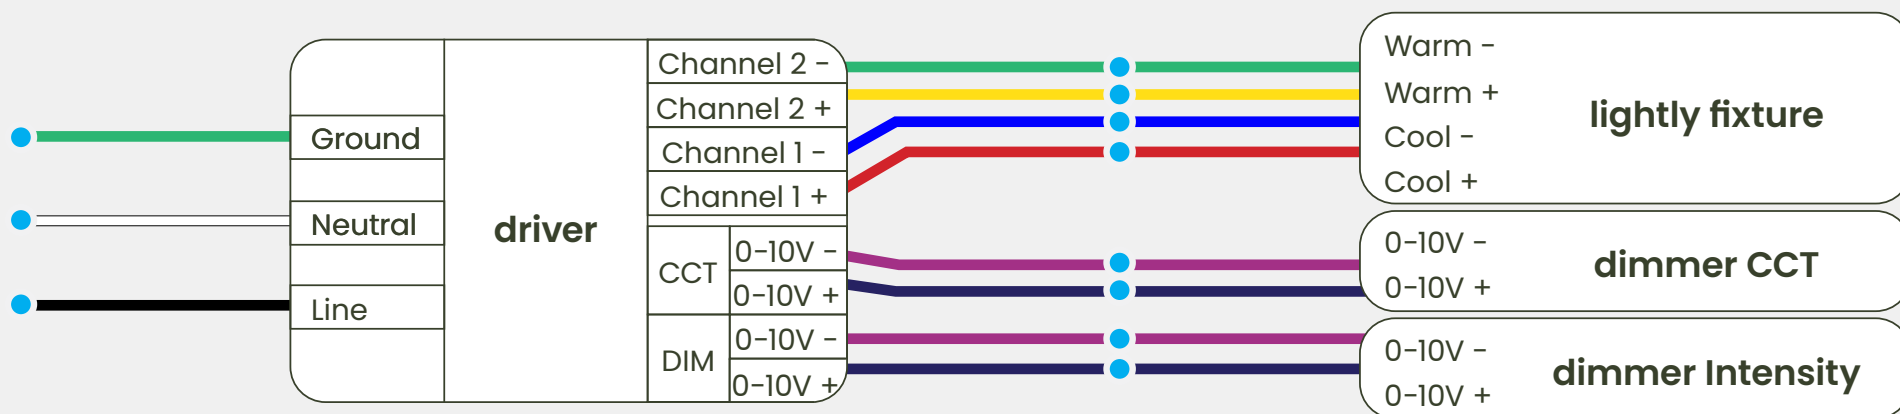 Ground
Neutral
Line
driver
Channel 2 -
Channel 2 +
Channel 1 -
Channel 1 +
CCT
0-10V -
0-10V +
DIM
0-10V -
0-10V +
Warm -
Warm +
Cool -
Cool +
lightly fixture
0-10V -
0-10V +
dimmer CCT
0-10V -
0-10V +
dimmer Intensity